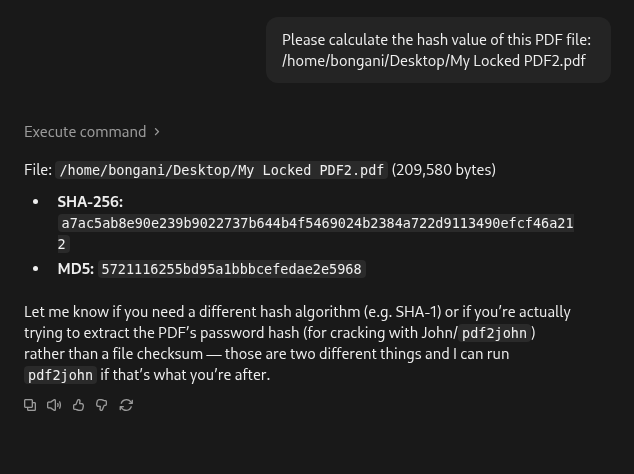 Please calculate the hash value of this PDF file:
/home/bongani/Desktop/My Locked PDF2.pdf
Execute command >
File: /home/bongani/Desktop/My Locked PDF2.pdf (209,580 bytes)
• SHA-256:
a7ac5ab8e90e239b9022737b644b4f5469024b2384a722d9113490efcf46a21
2
• MD5: 5721116255bd95a1bbbcefedae2e5968
Let me know if you need a different hash algorithm (e.g. SHA-1) or if you’re actually
trying to extract the PDF’s password hash (for cracking with John/pdf2john)
rather than a file checksum — those are two different things and I can run
pdf2john if that’s what you’re after.